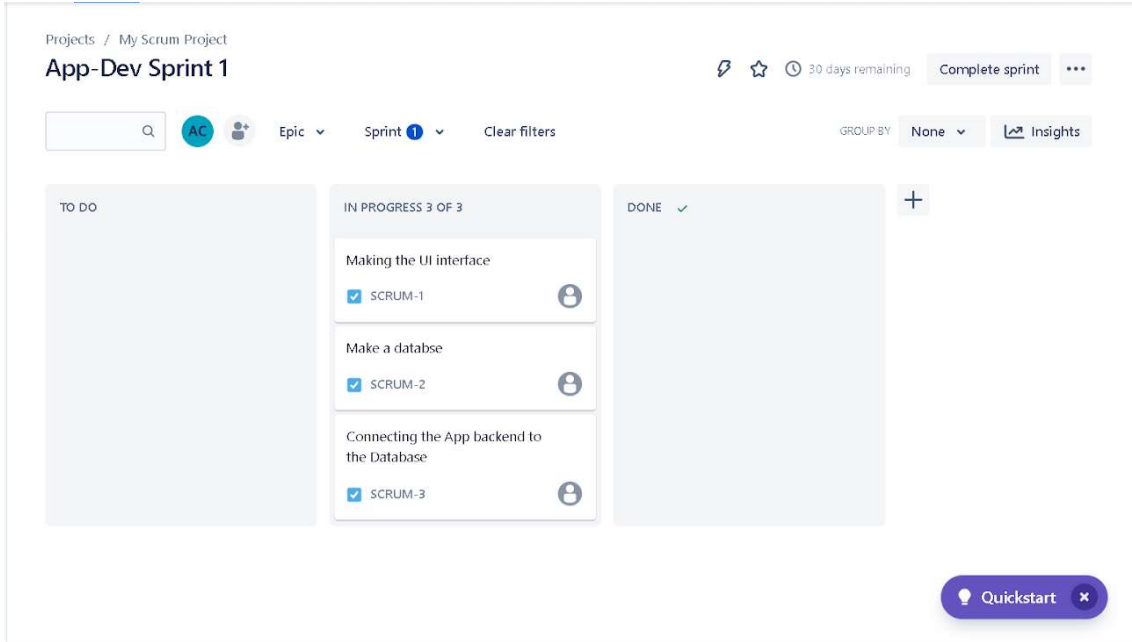 Projects / My Scrum Project
App-Dev Sprint 1
30 days remaining
Complete sprint
AC
Epic
Sprint 1
Clear filters
GROUP BY
None
Insights
TO DO
IN PROGRESS 3 OF 3
Making the UI interface
SCRUM-1
Make a databse
SCRUM-2
Connecting the App backend to
the Database
SCRUM-3
DONE
Quickstart